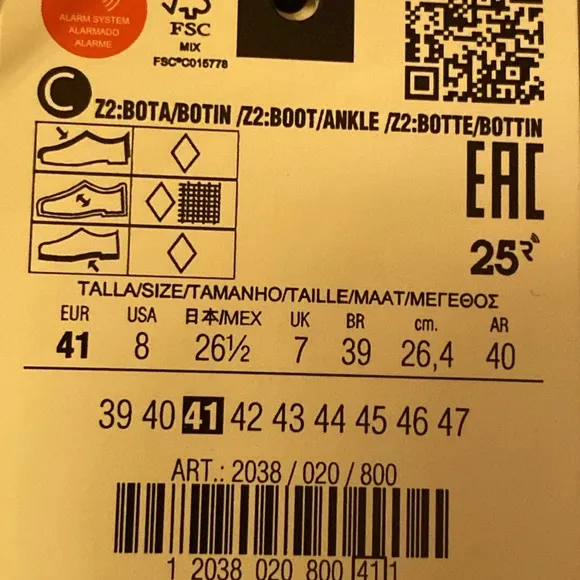 ALARM SYSTEM
ALARMADO
ALARME
FSC
MIX
FSC®C015778
C
Z2:BOTA/BOTIN /Z2:BOOT/ANKLE /Z2:BOTTE/BOTTIN
EAC
25R
TALLA/SIZE/TAMANHO/TAILLE/MAAT/ΜΕΓΕΘΟΣ
EUR USA 日本/MEX UK BR cm. AR
41 8 26½ 7 39 26,4 40
39 40 41 42 43 44 45 46 47
ART.: 2038 / 020 / 800
1 2038 020 800 41 1